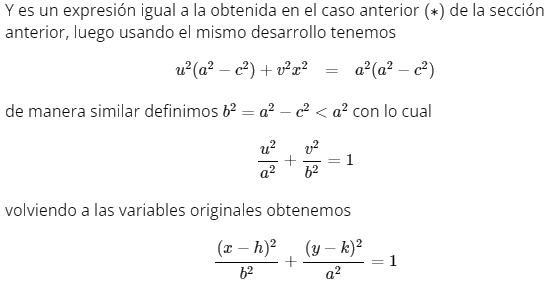 Y es un expresión igual a la obtenida en el caso anterior (∗) de la sección
anterior, luego usando el mismo desarrollo tenemos
u²(a² − c²) + v²x² = a²(a² − c²)
de manera similar definimos b² = a² − c² < a² con lo cual
u²/a² + v²/b² = 1
volviendo a las variables originales obtenemos
(x − h)²/b² + (y − k)²/a² = 1